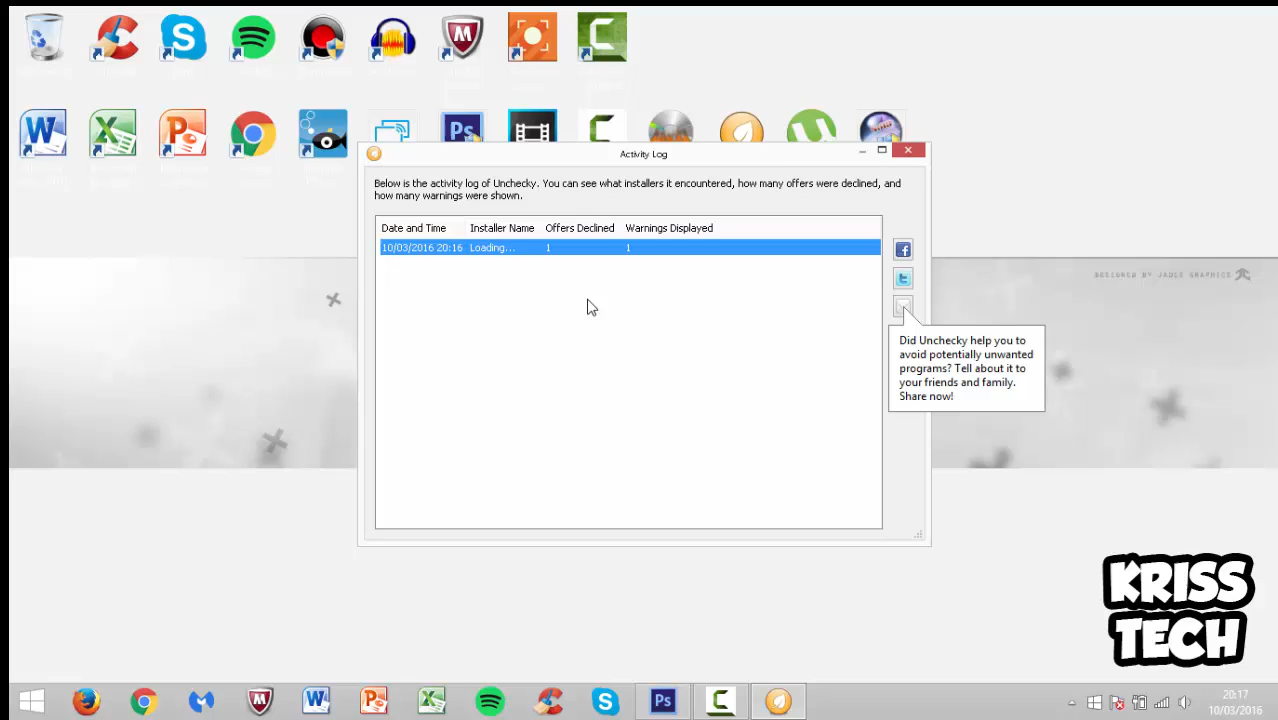 Activity Log
Below is the activity log of Unchecky. You can see what installers it encountered, how many offers were declined, and
how many warnings were shown.
Date and Time Installer Name Offers Declined Warnings Displayed
10/03/2016 20:16 Loading... 1 1
DESIGNED BY JADES GRAPHICS
Did Unchecky help you to
avoid potentially unwanted
programs? Tell about it to
your friends and family.
Share now!
KRISS
TECH
20:17
10/03/2016